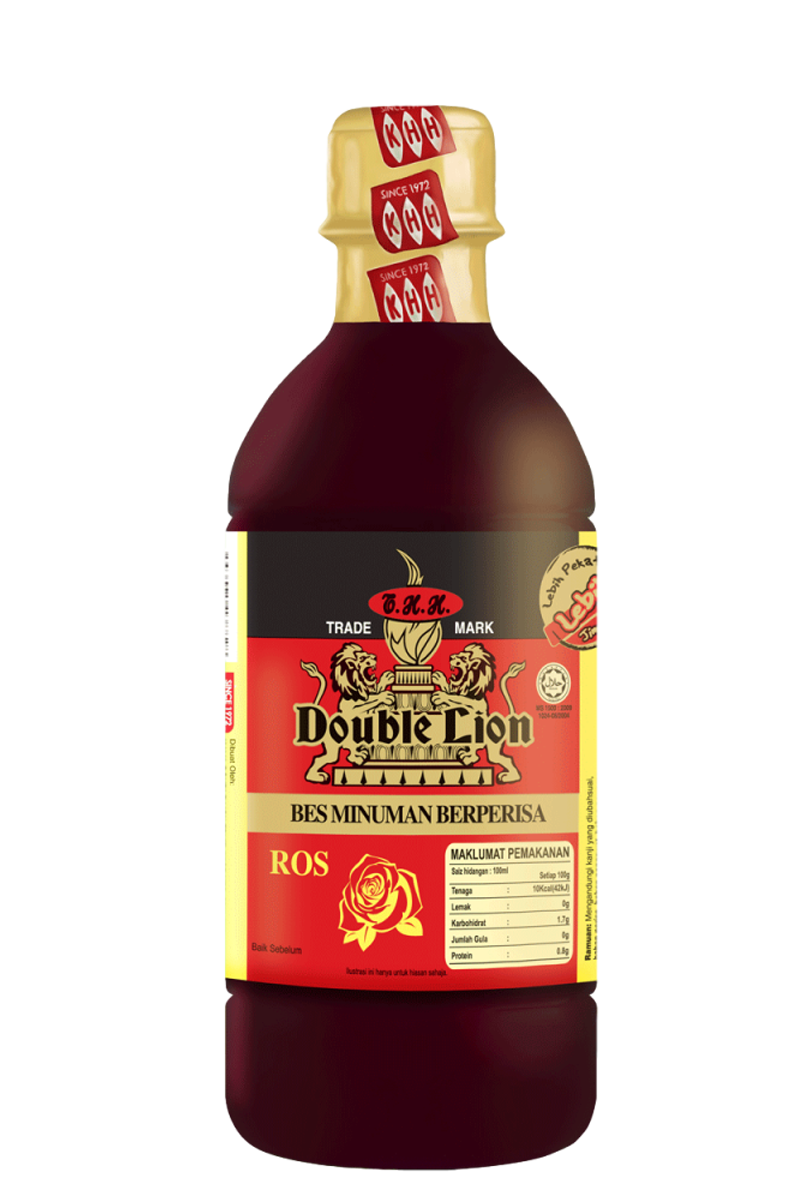 SINCE 1972
KHH
SINCE 1972
KHH
SINCE 1972
KHH
Lebih Peka
Lebih
T.H.H.
TRADE MARK
Double Lion
SINCE 1972
Dibuat Oleh:
BES MINUMAN BERPERISA
ROS
MAKLUMAT PEMAKANAN
Saiz hidangan : 100ml
Setiap 100g
Tenaga : 10Kcal(42kJ)
Lemak : 0g
Karbohidrat : 1.7g
Jumlah Gula : 0g
Protein : 0.8g
Baik Sebelum
Ilustrasi ini hanya untuk hiasan sahaja.
Ramuan: Mengandungi kanji yang diubahsuai,